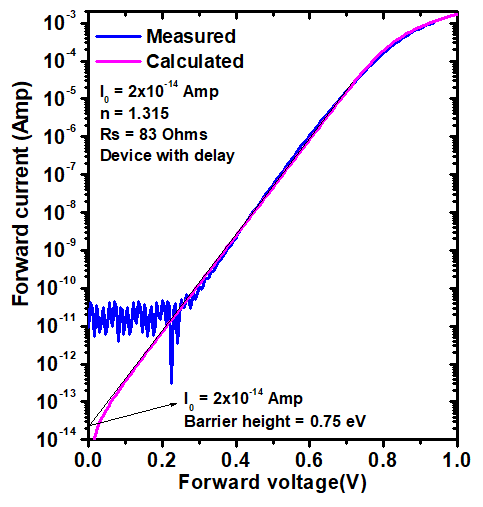 10⁻³
10⁻⁴
10⁻⁵
10⁻⁶
10⁻⁷
10⁻⁸
10⁻⁹
10⁻¹⁰
10⁻¹¹
10⁻¹²
10⁻¹³
10⁻¹⁴
Forward current (Amp)
Measured
Calculated
I₀ = 2x10⁻¹⁴ Amp
n = 1.315
Rs = 83 Ohms
Device with delay
I₀ = 2x10⁻¹⁴ Amp
Barrier height = 0.75 eV
0.0 0.2 0.4 0.6 0.8 1.0
Forward voltage(V)